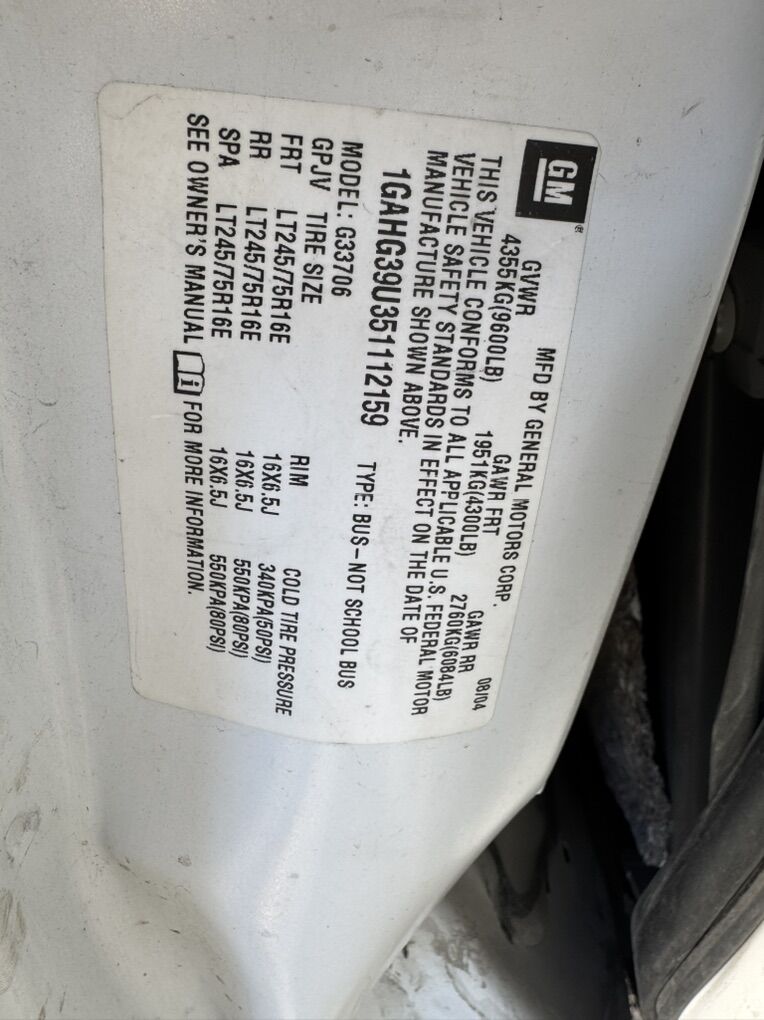 GM®
MFD BY GENERAL MOTORS CORP. 08/04
GVWR GAWR FRT GAWR RR
4355KG(9600LB) 1951KG(4300LB) 2760KG(6084LB)
THIS VEHICLE CONFORMS TO ALL APPLICABLE U.S. FEDERAL MOTOR
VEHICLE SAFETY STANDARDS IN EFFECT ON THE DATE OF
MANUFACTURE SHOWN ABOVE.
1GAHG39U351112159 TYPE: BUS–NOT SCHOOL BUS
MODEL: G33706
GPJV TIRE SIZE RIM COLD TIRE PRESSURE
FRT LT245/75R16E 16X6.5J 340KPA(50PSI)
RR LT245/75R16E 16X6.5J 550KPA(80PSI)
SPA LT245/75R16E 16X6.5J 550KPA(80PSI)
SEE OWNER'S MANUAL FOR MORE INFORMATION.